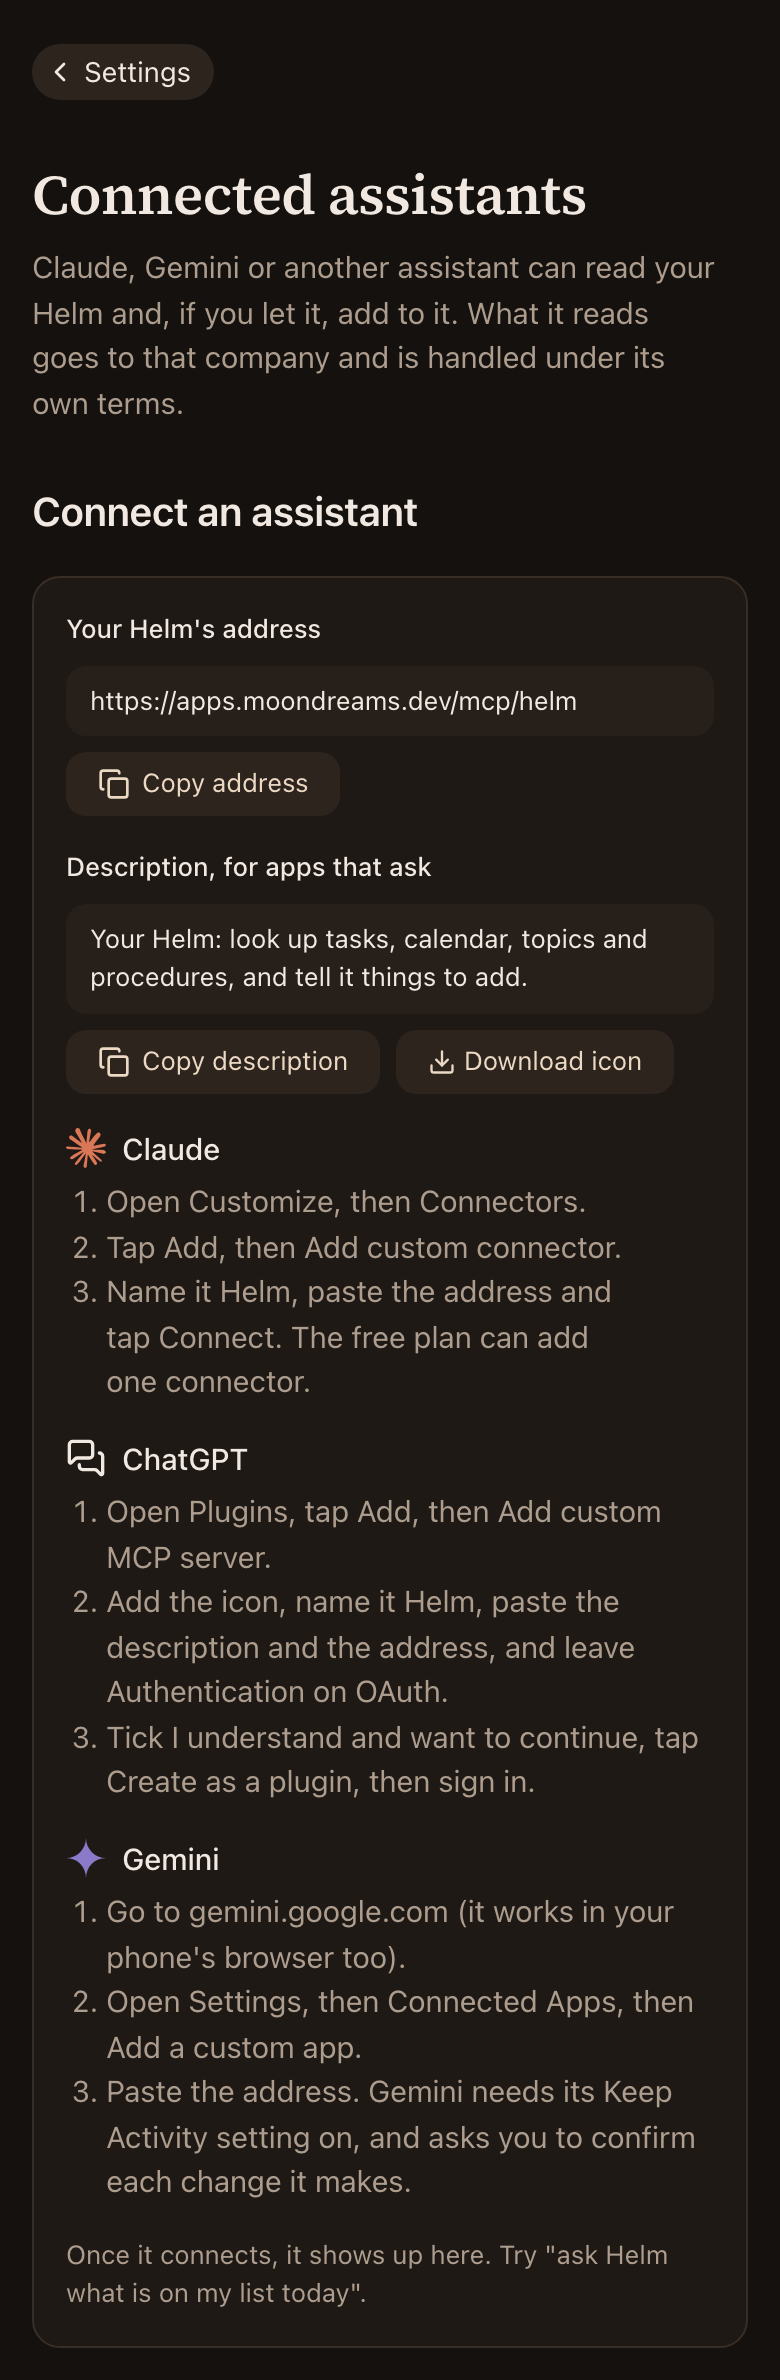 Settings
Connected assistants
Claude, Gemini or another assistant can read your
Helm and, if you let it, add to it. What it reads
goes to that company and is handled under its
own terms.
Connect an assistant
Your Helm's address
https://apps.moondreams.dev/mcp/helm
Copy address
Description, for apps that ask
Your Helm: look up tasks, calendar, topics and
procedures, and tell it things to add.
Copy description
Download icon
Claude
1. Open Customize, then Connectors.
2. Tap Add, then Add custom connector.
3. Name it Helm, paste the address and
tap Connect. The free plan can add
one connector.
ChatGPT
1. Open Plugins, tap Add, then Add custom
MCP server.
2. Add the icon, name it Helm, paste the
description and the address, and leave
Authentication on OAuth.
3. Tick I understand and want to continue, tap
Create as a plugin, then sign in.
Gemini
1. Go to gemini.google.com (it works in your
phone's browser too).
2. Open Settings, then Connected Apps, then
Add a custom app.
3. Paste the address. Gemini needs its Keep
Activity setting on, and asks you to confirm
each change it makes.
Once it connects, it shows up here. Try "ask Helm
what is on my list today".